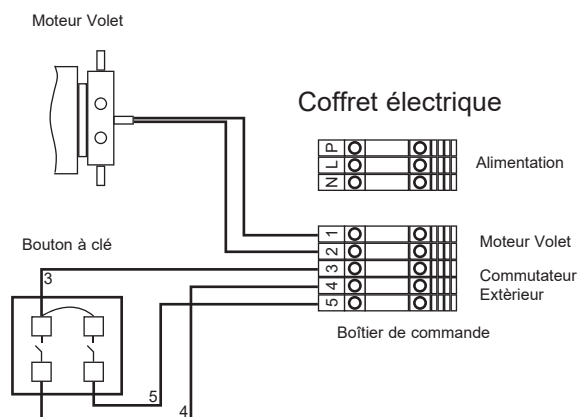 Moteur Volet
Coffret électrique
P
L
N
Alimentation
1
2
3
4
5
Moteur Volet
Commutateur
Extèrieur
Boîtier de commande
Bouton à clé
3
5
4